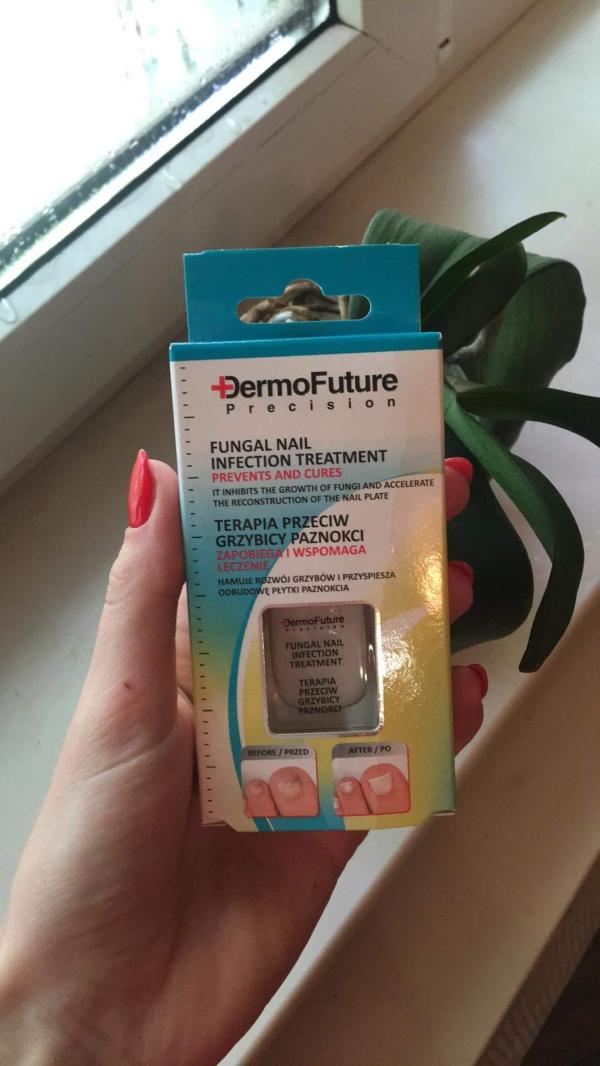 DermoFuture
Precision
FUNGAL NAIL
INFECTION TREATMENT
PREVENTS AND CURES
IT INHIBITS THE GROWTH OF FUNGI AND ACCELERATE
THE RECONSTRUCTION OF THE NAIL PLATE
TERAPIA PRZECIW
GRZYBICY PAZNOKCI
ZAPOBIEGA I WSPOMAGA
LECZENIE
HAMUJE ROZWÓJ GRZYBÓW I PRZYSPIESZA
ODBUDOWĘ PŁYTKI PAZNOKCIA
DermoFuture
Precision
FUNGAL NAIL
INFECTION
TREATMENT
TERAPIA
PRZECIW
GRZYBICY
PAZNOKCI
BEFORE / PRZED
AFTER / PO